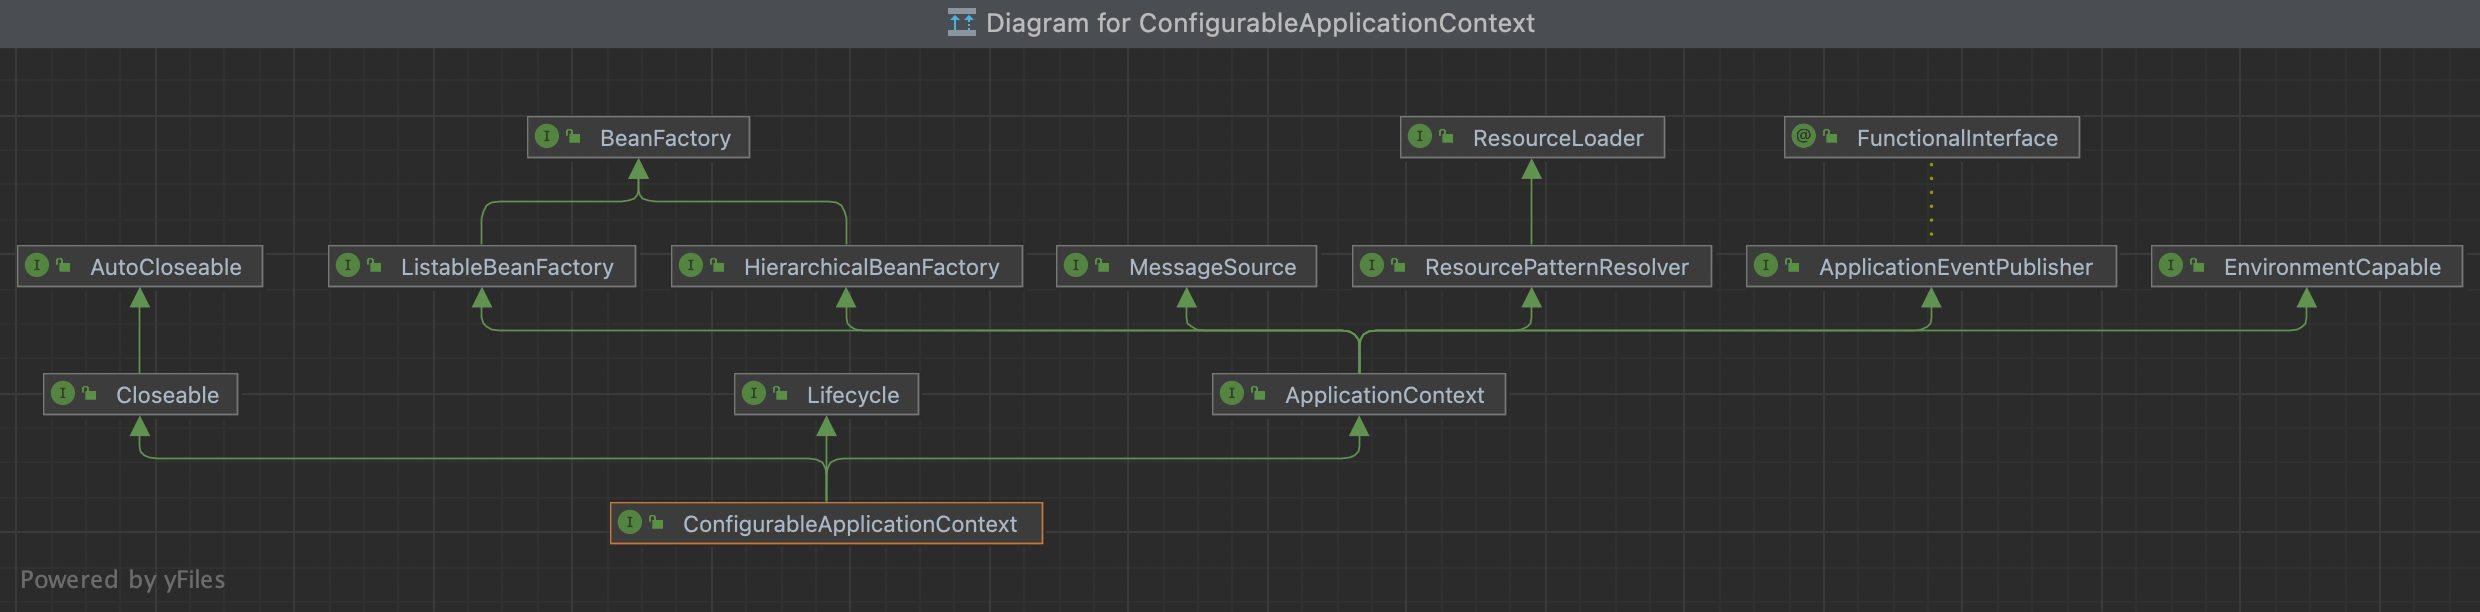 Diagram for ConfigurableApplicationContext
I BeanFactory
I ResourceLoader
@ FunctionalInterface
I AutoCloseable
I ListableBeanFactory
I HierarchicalBeanFactory
I MessageSource
I ResourcePatternResolver
I ApplicationEventPublisher
I EnvironmentCapable
I Closeable
I Lifecycle
I ApplicationContext
I ConfigurableApplicationContext
Powered by yFiles